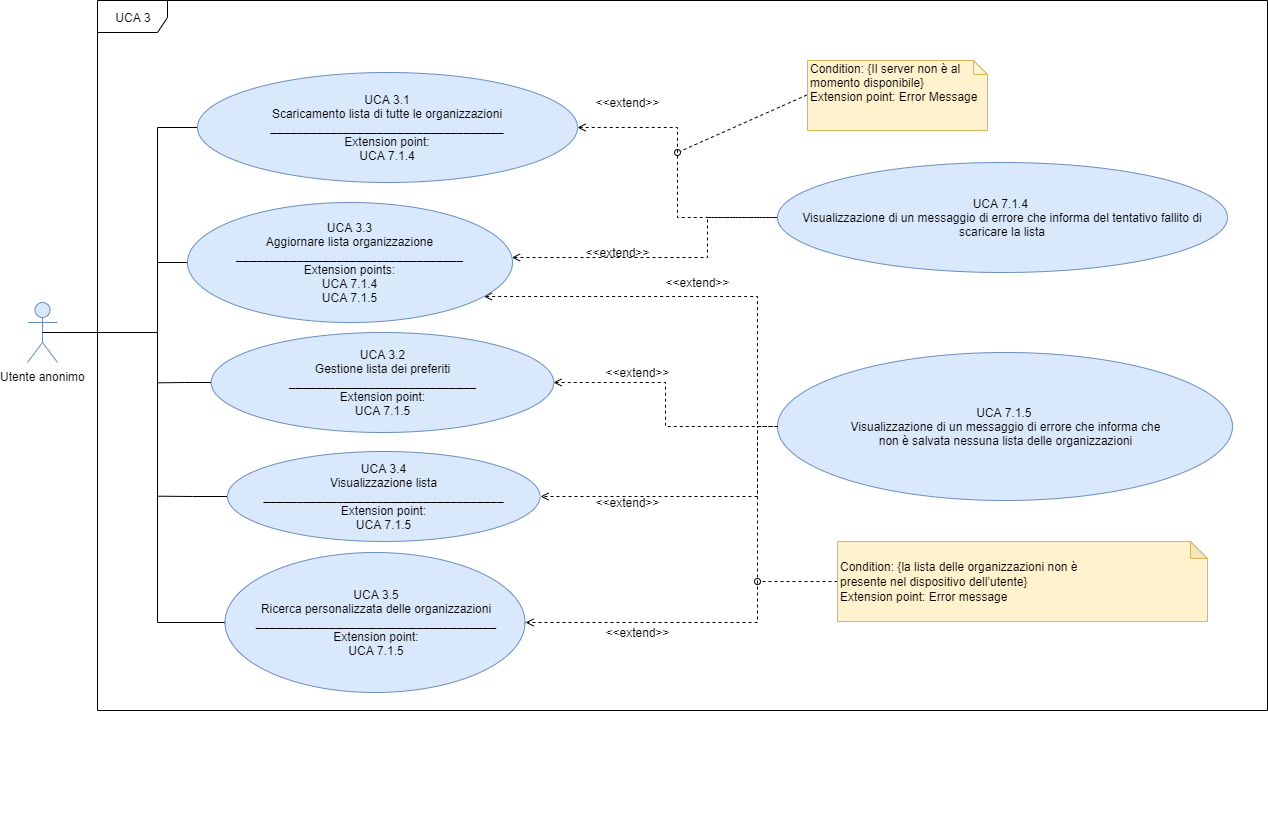 UCA 3
UCA 3.1
Scaricamento lista di tutte le organizzazioni
Extension point:
UCA 7.1.4
<<extend>>
Condition: {Il server non è al
momento disponibile}
Extension point: Error Message
UCA 7.1.4
Visualizzazione di un messaggio di errore che informa del tentativo fallito di
scaricare la lista
UCA 3.3
Aggiornare lista organizzazione
Extension points:
UCA 7.1.4
UCA 7.1.5
<<extend>>
<<extend>>
Utente anonimo
UCA 3.2
Gestione lista dei preferiti
Extension point:
UCA 7.1.5
<<extend>>
UCA 7.1.5
Visualizzazione di un messaggio di errore che informa che
non è salvata nessuna lista delle organizzazioni
UCA 3.4
Visualizzazione lista
Extension point:
UCA 7.1.5
<<extend>>
Condition: {la lista delle organizzazioni non è
presente nel dispositivo dell'utente}
Extension point: Error message
UCA 3.5
Ricerca personalizzata delle organizzazioni
Extension point:
UCA 7.1.5
<<extend>>